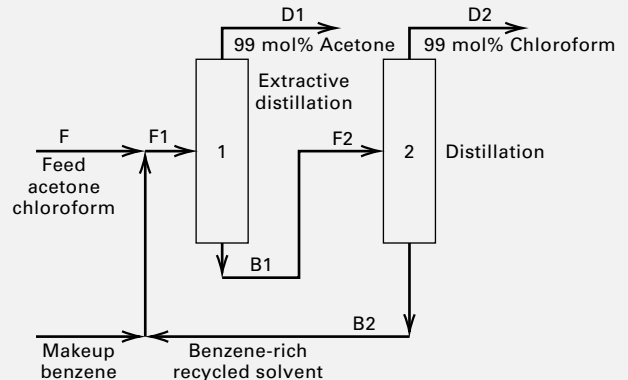 D1
99 mol% Acetone
D2
99 mol% Chloroform
Extractive
distillation
F
F1
Feed
acetone
chloroform
1
F2
2
Distillation
B1
B2
Makeup
benzene
Benzene-rich
recycled solvent